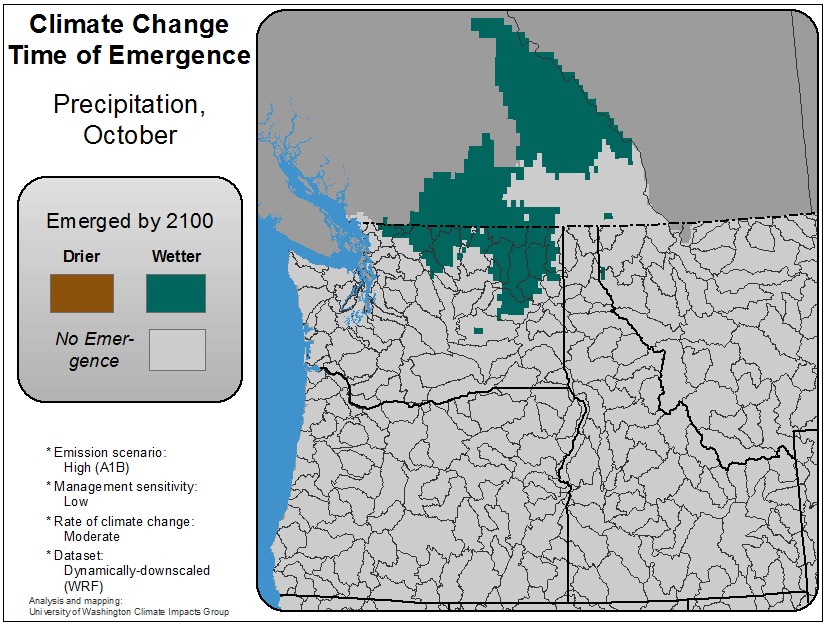 Climate Change
Time of Emergence
Precipitation,
October
Emerged by 2100
Drier
Wetter
No Emer-
gence
* Emission scenario:
High (A1B)
* Management sensitivity:
Low
* Rate of climate change:
Moderate
* Dataset:
Dynamically-downscaled
(WRF)
Analysis and mapping:
University of Washington Climate Impacts Group